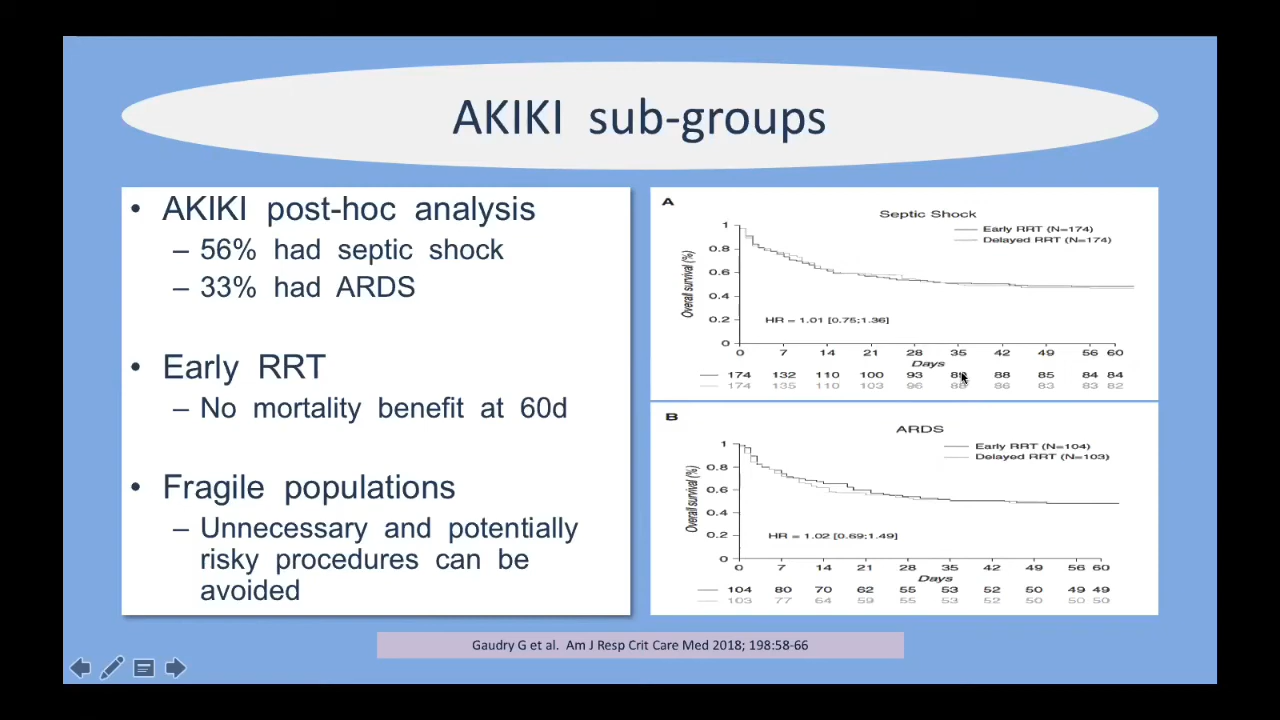 AKIKI sub-groups
• AKIKI post-hoc analysis
– 56% had septic shock
– 33% had ARDS
• Early RRT
– No mortality benefit at 60d
• Fragile populations
– Unnecessary and potentially
risky procedures can be
avoided
A
Septic Shock
Early RRT (N=174)
Delayed RRT (N=174)
Overall survival (%)
1
0.8
0.6
0.4
0.2
0
HR = 1.01 [0.75;1.36]
0 7 14 21 28 35 42 49 56 60
Days
174 132 110 100 93 88 85 84 84
174 135 110 103 96 86 83 83 82
B
ARDS
Early RRT (N=104)
Delayed RRT (N=103)
Overall survival (%)
1
0.8
0.6
0.4
0.2
0
HR = 1.02 [0.69;1.49]
0 7 14 21 28 35 42 49 56 60
Days
104 80 70 62 55 53 52 50 49 49
103 77 64 59 55 53 52 50 50 50
Gaudry G et al. Am J Resp Crit Care Med 2018; 198:58-66